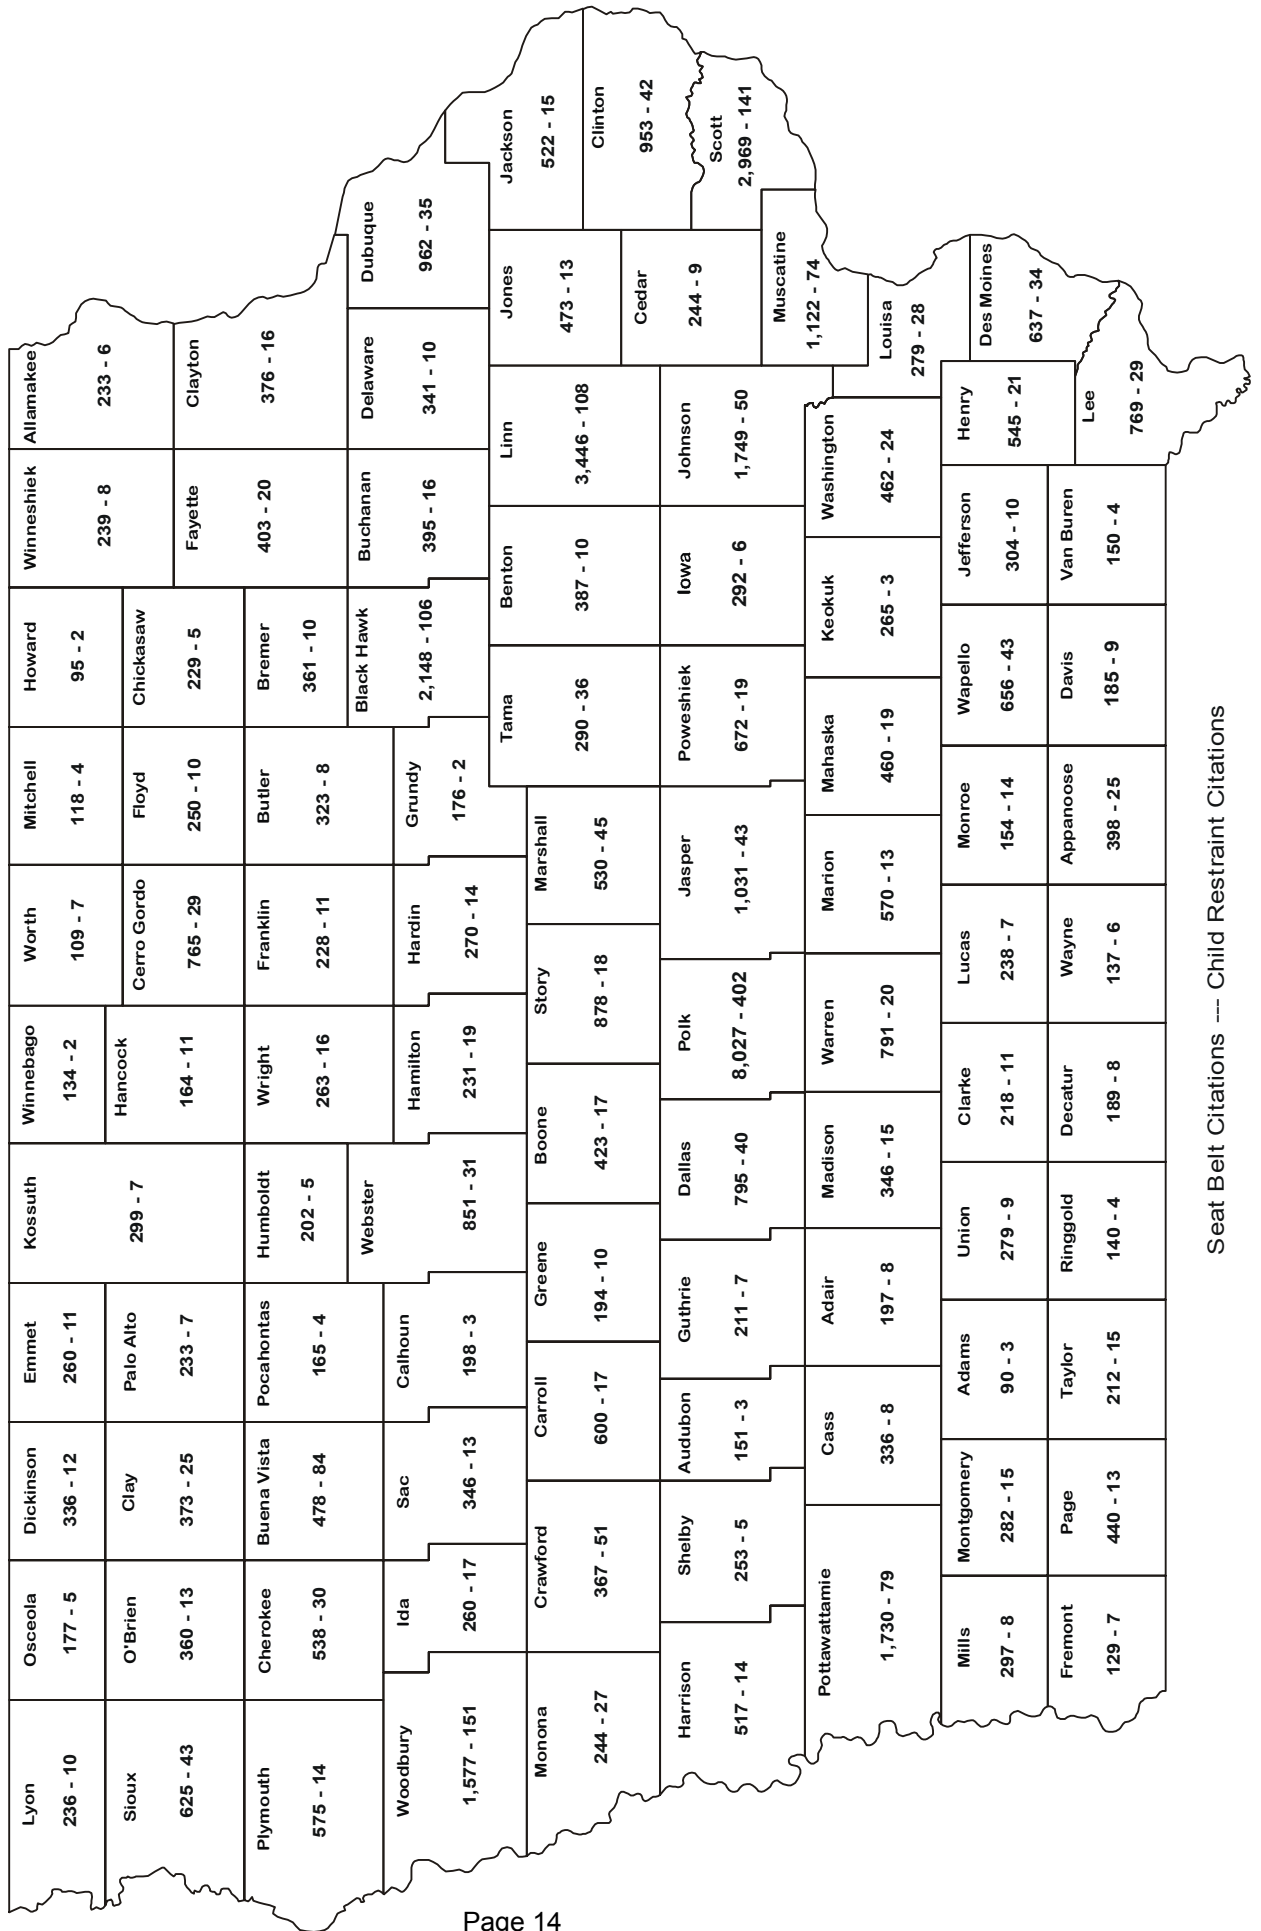 Lyon
236 - 10
Osceola
177 - 5
Dickinson
336 - 12
Emmet
260 - 11
Kossuth
299 - 7
Winnebago
134 - 2
Worth
109 - 7
Mitchell
118 - 4
Howard
95 - 2
Winneshiek
239 - 8
Allamakee
233 - 6
Sioux
625 - 43
O'Brien
360 - 13
Clay
373 - 25
Palo Alto
233 - 7
Hancock
164 - 11
Cerro Gordo
765 - 29
Floyd
250 - 10
Chickasaw
229 - 5
Fayette
403 - 20
Clayton
376 - 16
Plymouth
575 - 14
Cherokee
538 - 30
Buena Vista
478 - 84
Pocahontas
165 - 4
Humboldt
202 - 5
Wright
263 - 16
Franklin
228 - 11
Butler
323 - 8
Bremer
361 - 10
Webster
851 - 31
Black Hawk
2,148 - 106
Buchanan
395 - 16
Delaware
341 - 10
Dubuque
962 - 35
Woodbury
1,577 - 151
Ida
260 - 17
Sac
346 - 13
Calhoun
198 - 3
Hamilton
231 - 19
Hardin
270 - 14
Grundy
176 - 2
Tama
290 - 36
Benton
387 - 10
Linn
3,446 - 108
Jones
473 - 13
Jackson
522 - 15
Monona
244 - 27
Crawford
367 - 51
Carroll
600 - 17
Greene
194 - 10
Boone
423 - 17
Story
878 - 18
Marshall
530 - 45
Clinton
953 - 42
Cedar
244 - 9
Harrison
517 - 14
Shelby
253 - 5
Audubon
151 - 3
Guthrie
211 - 7
Dallas
795 - 40
Polk
8,027 - 402
Jasper
1,031 - 43
Poweshiek
672 - 19
Iowa
292 - 6
Johnson
1,749 - 50
Scott
2,969 - 141
Muscatine
1,122 - 74
Pottawattamie
1,730 - 79
Cass
336 - 8
Adair
197 - 8
Madison
346 - 15
Warren
791 - 20
Marion
570 - 13
Mahaska
460 - 19
Keokuk
265 - 3
Washington
462 - 24
Louisa
279 - 28
Mills
297 - 8
Montgomery
282 - 15
Adams
90 - 3
Union
279 - 9
Clarke
218 - 11
Lucas
238 - 7
Monroe
154 - 14
Wapello
656 - 43
Jefferson
304 - 10
Henry
545 - 21
Des Moines
637 - 34
Fremont
129 - 7
Page
440 - 13
Taylor
212 - 15
Ringgold
140 - 4
Decatur
189 - 8
Wayne
137 - 6
Appanoose
398 - 25
Davis
185 - 9
Van Buren
150 - 4
Lee
769 - 29
Seat Belt Citations --- Child Restraint Citations
Page 14